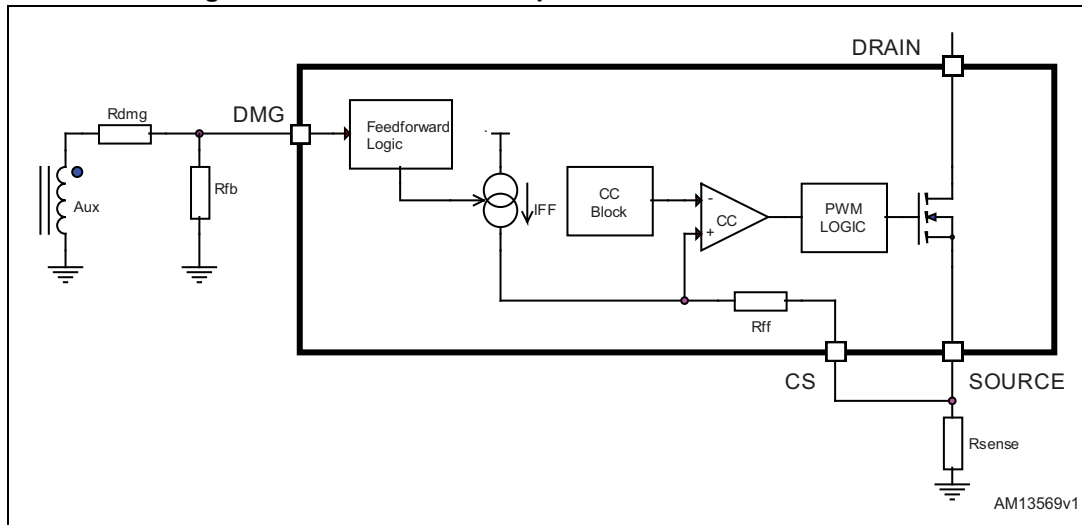 DRAIN
DMG
Rdmg
Feedforward
Logic
Rfb
Aux
IFF
CC
Block
-
+
CC
PWM
LOGIC
Rff
CS
SOURCE
Rsense
AM13569v1